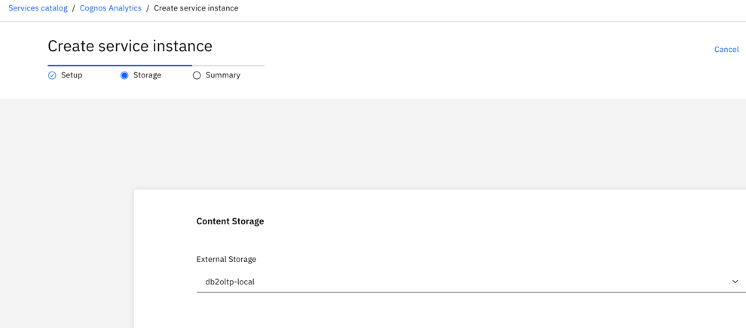 Services catalog / Cognos Analytics / Create service instance
Create service instance
Cancel
Setup Storage Summary
Content Storage
External Storage
db2oltp-local